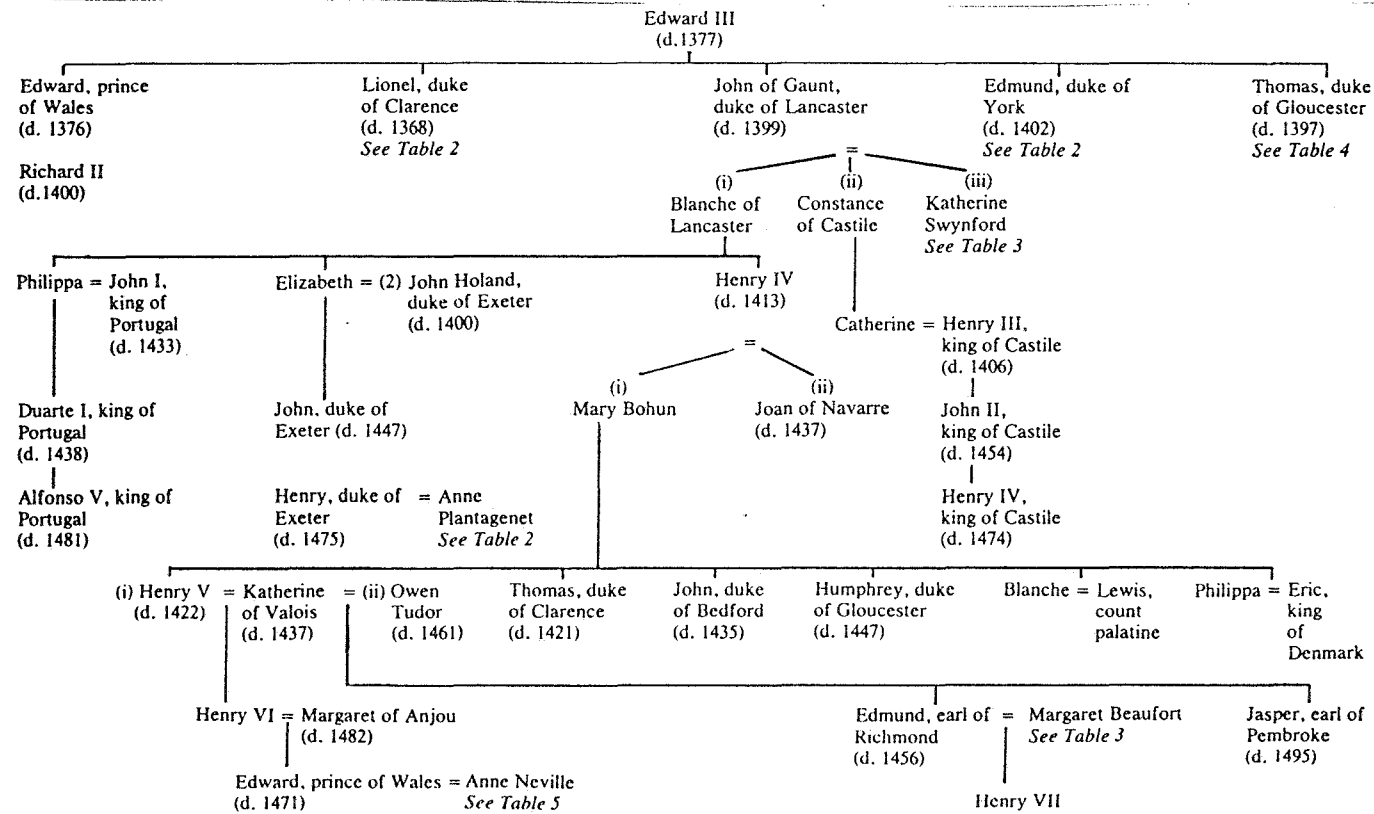 Edward III
(d.1377)
Edward, prince
of Wales
(d. 1376)
Richard II
(d.1400)
Lionel, duke
of Clarence
(d. 1368)
See Table 2
John of Gaunt,
duke of Lancaster
(d. 1399)
=
Edmund, duke of
York
(d. 1402)
See Table 2
Thomas, duke
of Gloucester
(d. 1397)
See Table 4
(i)
Blanche of
Lancaster
(ii)
Constance
of Castile
(iii)
Katherine
Swynford
See Table 3
Philippa = John I,
king of
Portugal
(d. 1433)
Elizabeth = (2) John Holand,
duke of Exeter
(d. 1400)
Henry IV
(d. 1413)
=
Catherine = Henry III,
king of Castile
(d. 1406)
(i)
Mary Bohun
(ii)
Joan of Navarre
(d. 1437)
Duarte I, king of
Portugal
(d. 1438)
John, duke of
Exeter (d. 1447)
John II,
king of Castile
(d. 1454)
Alfonso V, king of
Portugal
(d. 1481)
Henry, duke of = Anne
Exeter Plantagenet
(d. 1475) See Table 2
Henry IV,
king of Castile
(d. 1474)
(i) Henry V = Katherine = (ii) Owen
(d. 1422) of Valois Tudor
(d. 1437) (d. 1461)
Thomas, duke
of Clarence
(d. 1421)
John, duke
of Bedford
(d. 1435)
Humphrey, duke
of Gloucester
(d. 1447)
Blanche = Lewis,
count
palatine
Philippa = Eric,
king
of
Denmark
Henry VI = Margaret of Anjou
(d. 1482)
Edmund, earl of = Margaret Beaufort
Richmond See Table 3
(d. 1456)
Jasper, earl of
Pembroke
(d. 1495)
Edward, prince of Wales = Anne Neville
(d. 1471) See Table 5
Henry VII